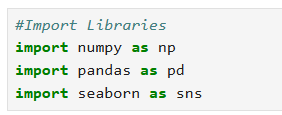 #Import Libraries
import numpy as np
import pandas as pd
import seaborn as sns